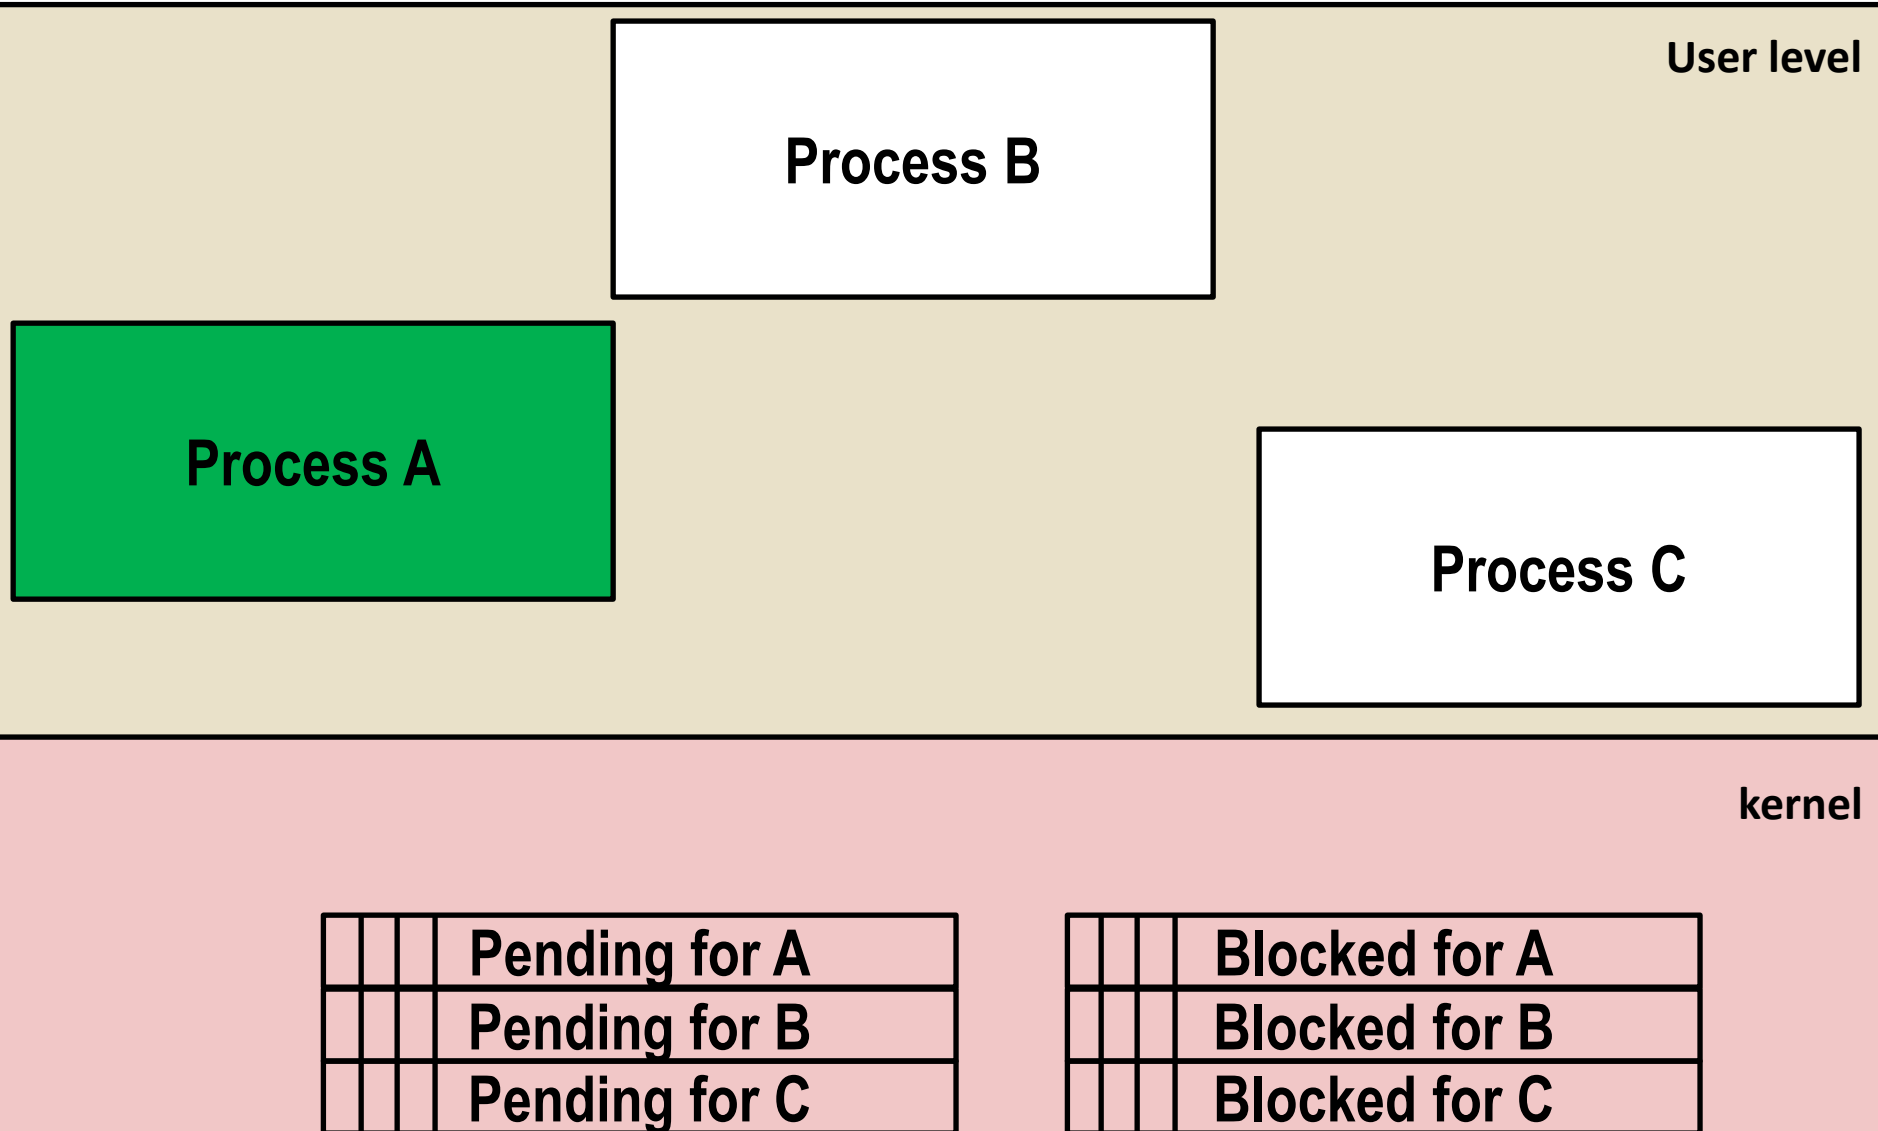 User level
Process B
Process A
Process C
kernel
Pending for A
Blocked for A
Pending for B
Blocked for B
Pending for C
Blocked for C